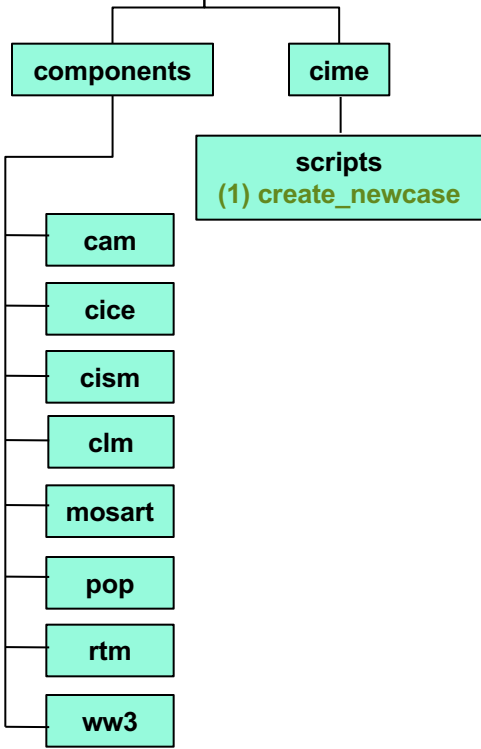 components
cime
scripts
(1) create_newcase
cam
cice
cism
clm
mosart
pop
rtm
ww3